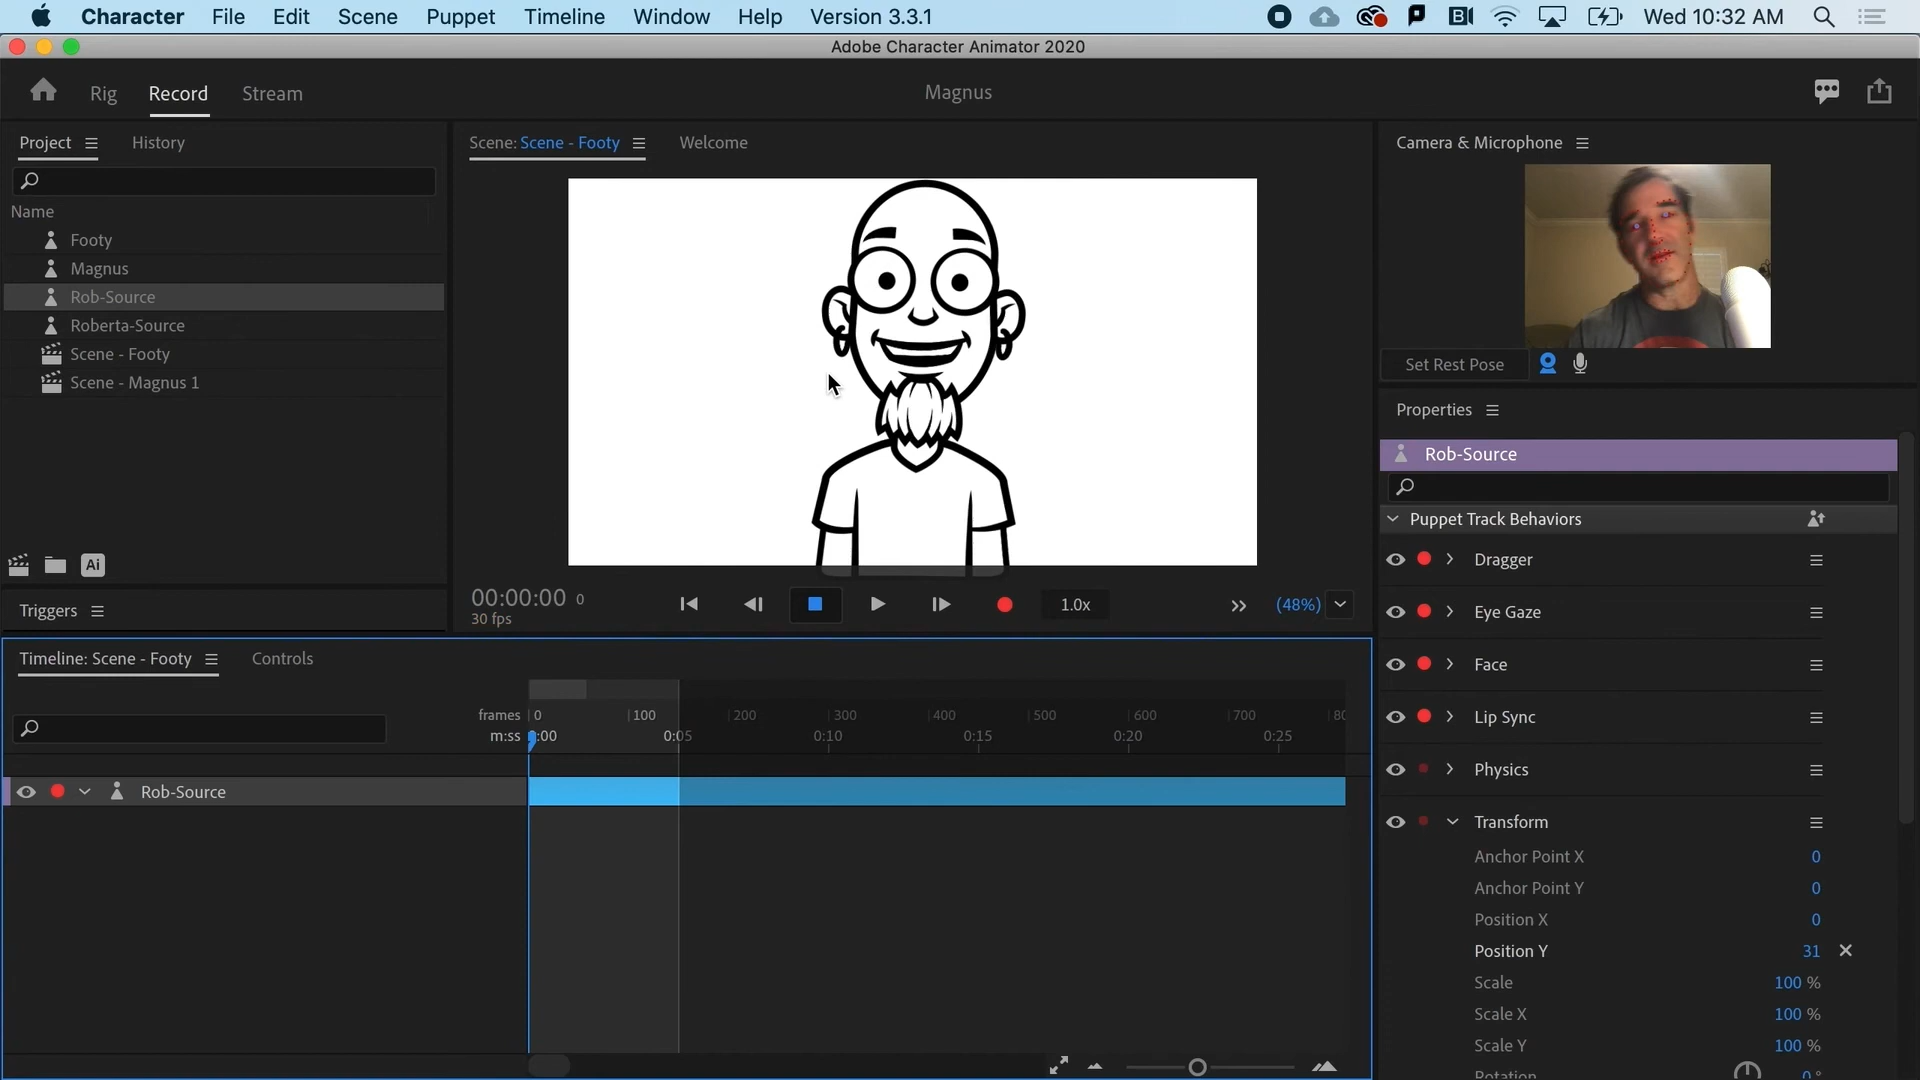 Character File Edit Scene Puppet Timeline Window Help Version 3.3.1 Wed 10:32 AM
Adobe Character Animator 2020
Rig Record Stream Magnus
Project History
Name
Footy
Magnus
Rob-Source
Roberta-Source
Scene - Footy
Scene - Magnus 1
Ai
Triggers
Scene: Scene - Footy Welcome
00:00:00 0
30 fps
1.0x
(48%)
Timeline: Scene - Footy Controls
frames 0 100 200 300 400 500 600 700 80
m:ss 0:00 0:05 0:10 0:15 0:20 0:25
Rob-Source
Camera & Microphone
Set Rest Pose
Properties
Rob-Source
Puppet Track Behaviors
Dragger
Eye Gaze
Face
Lip Sync
Physics
Transform
Anchor Point X 0
Anchor Point Y 0
Position X 0
Position Y 31
Scale 100 %
Scale X 100 %
Scale Y 100 %
Rotation 0 °